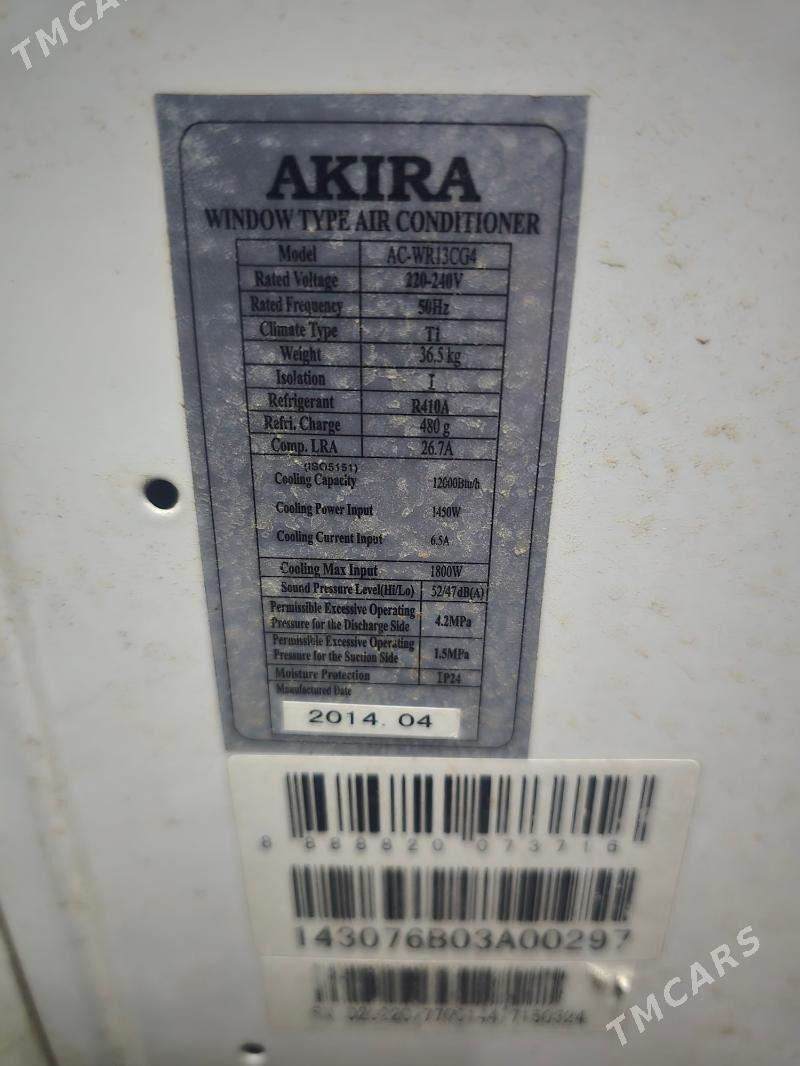 TMCARS
AKIRA
WINDOW TYPE AIR CONDITIONER
Model AC-WR13CG4
Rated Voltage 220-240V
Rated Frequency 50Hz
Climate Type T1
Weight 36.5 kg
Isolation I
Refrigerant R410A
Refri. Charge 480 g
Comp. LRA 26.7A
(ISO5151)
Cooling Capacity 12000Btu/h
Cooling Power Input 1450W
Cooling Current Input 6.5A
Cooling Max Input 1800W
Sound Pressure Level(Hi/Lo) 52/47dB(A)
Permissible Excessive Operating
Pressure for the Discharge Side 4.2MPa
Permissible Excessive Operating
Pressure for the Suction Side 1.5MPa
Moisture Protection IP24
Manufactured Date
2014. 04
8 888820 073716
143076B03A00297
TMCARS